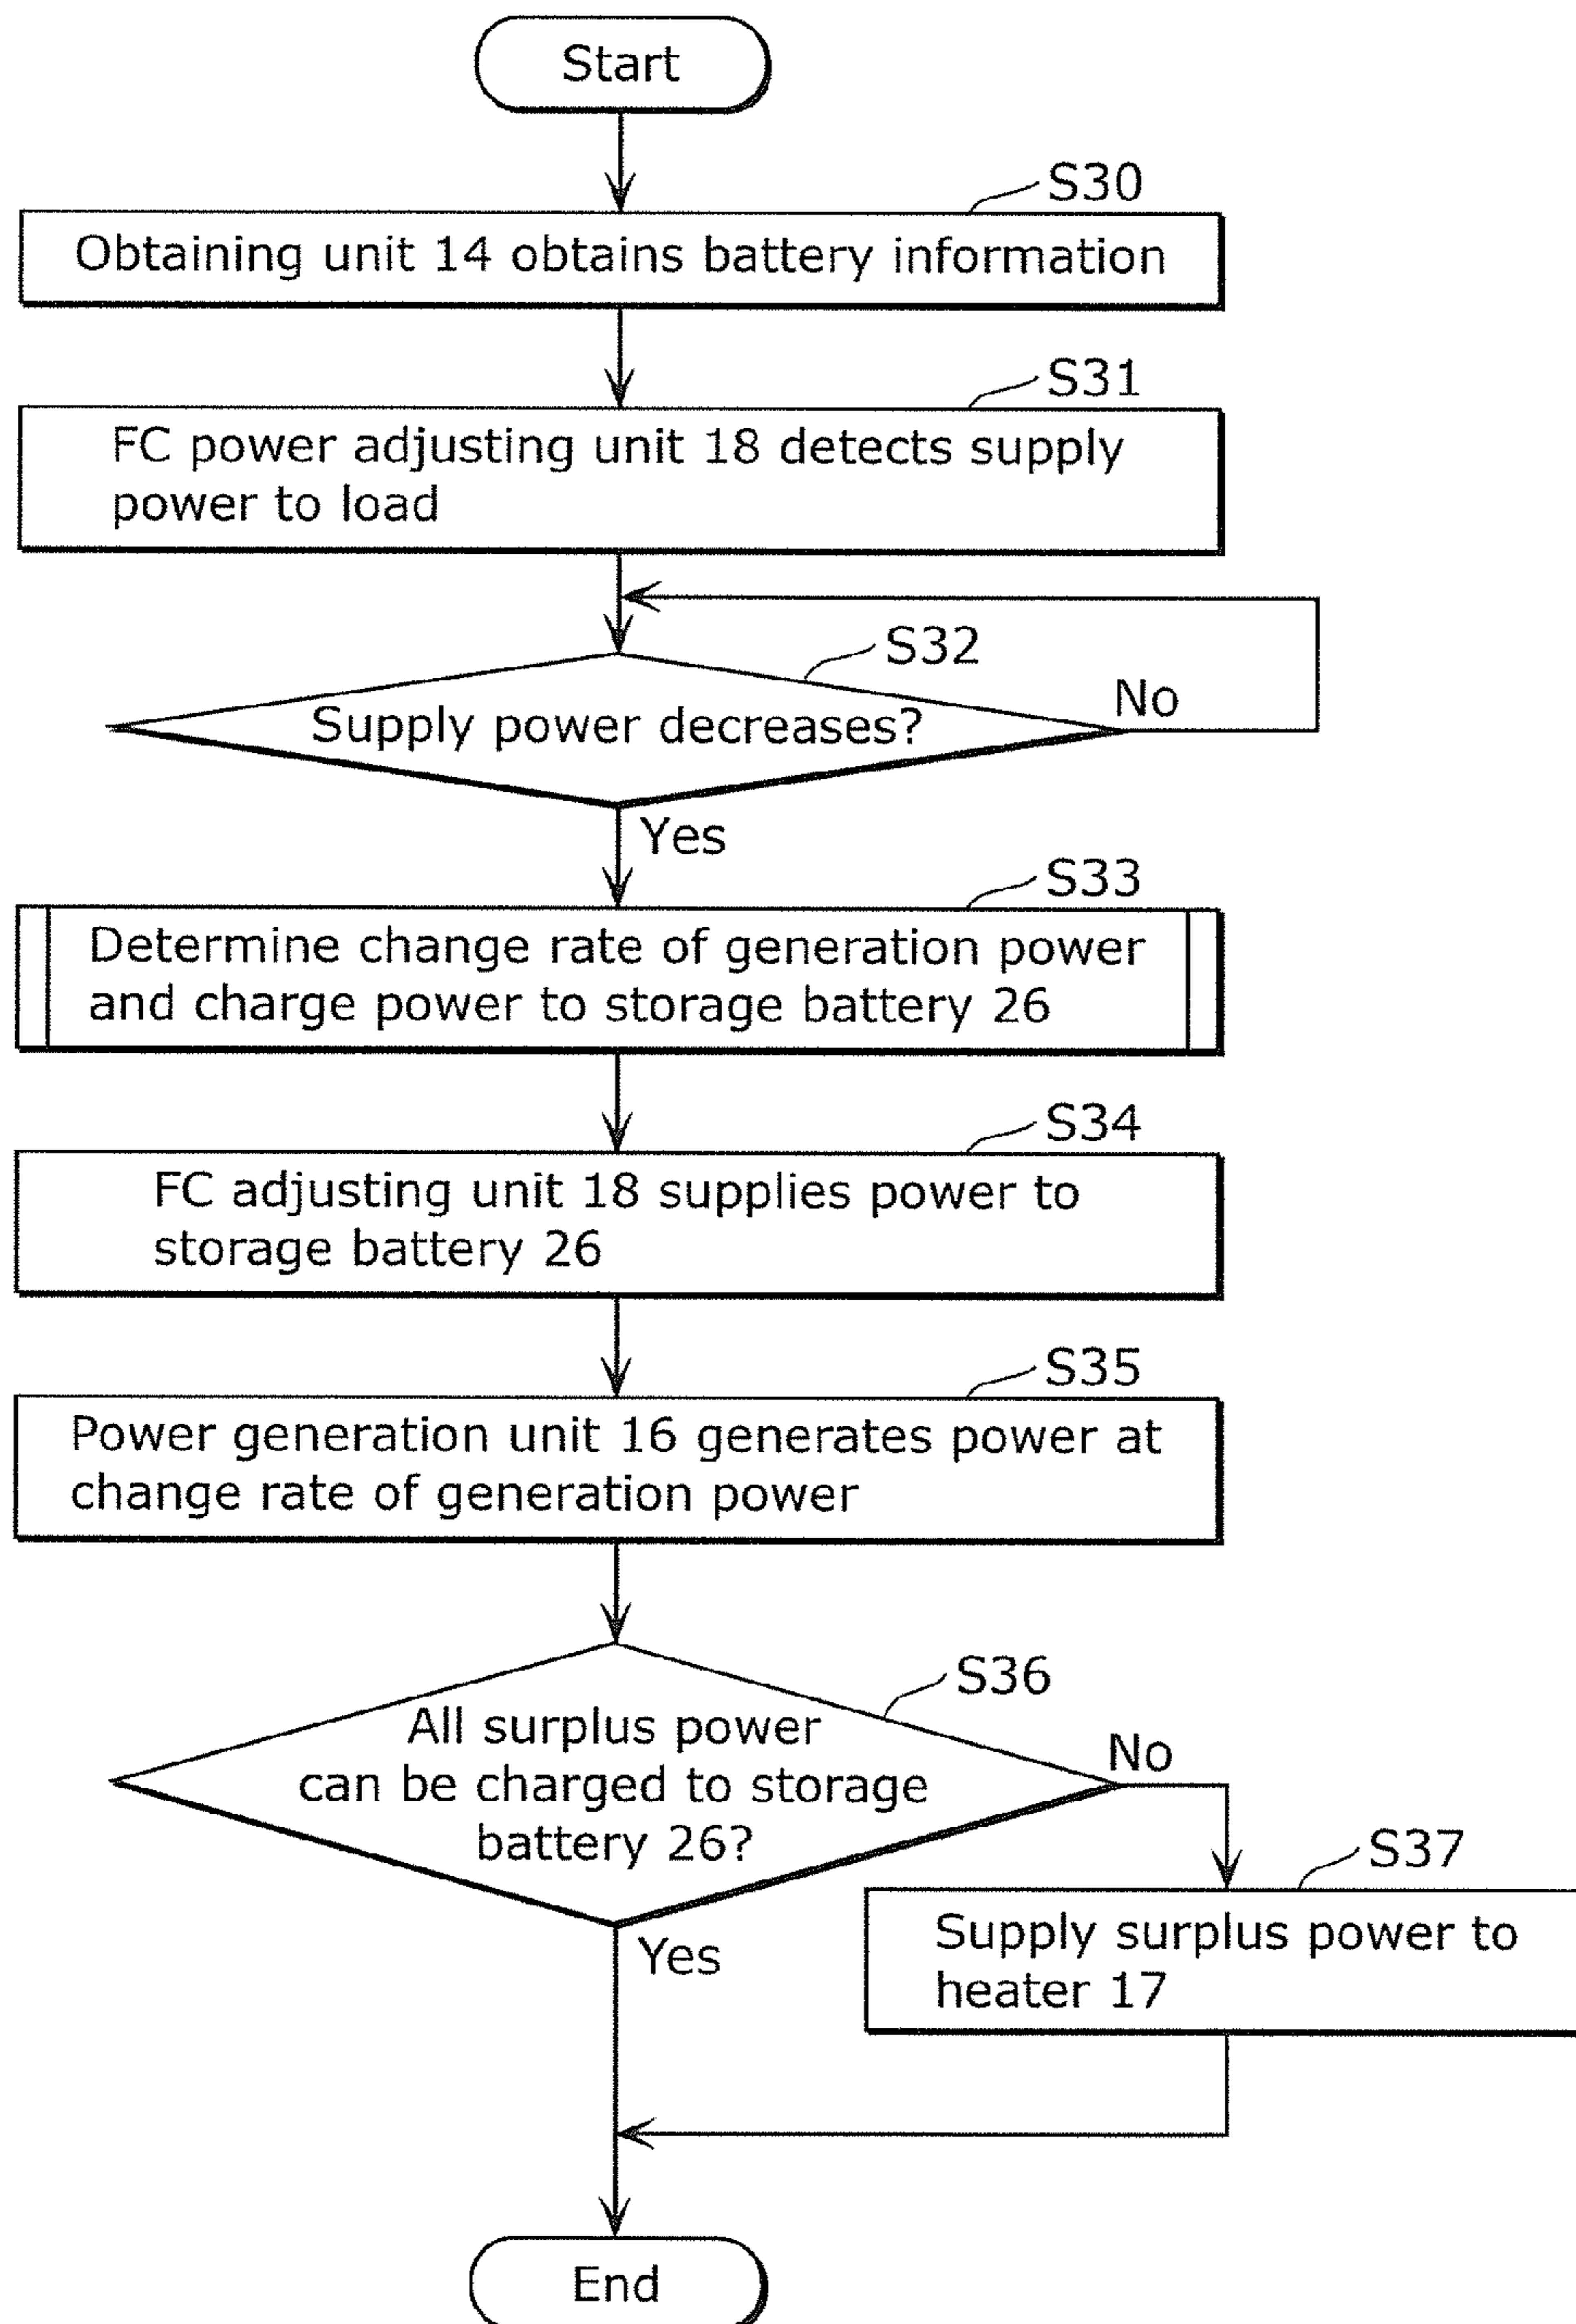 Start
S30
Obtaining unit 14 obtains battery information
S31
FC power adjusting unit 18 detects supply
power to load
S32
Supply power decreases?
No
Yes
S33
Determine change rate of generation power
and charge power to storage battery 26
S34
FC adjusting unit 18 supplies power to
storage battery 26
S35
Power generation unit 16 generates power at
change rate of generation power
S36
All surplus power
can be charged to storage
battery 26?
No
Yes
S37
Supply surplus power to
heater 17
End